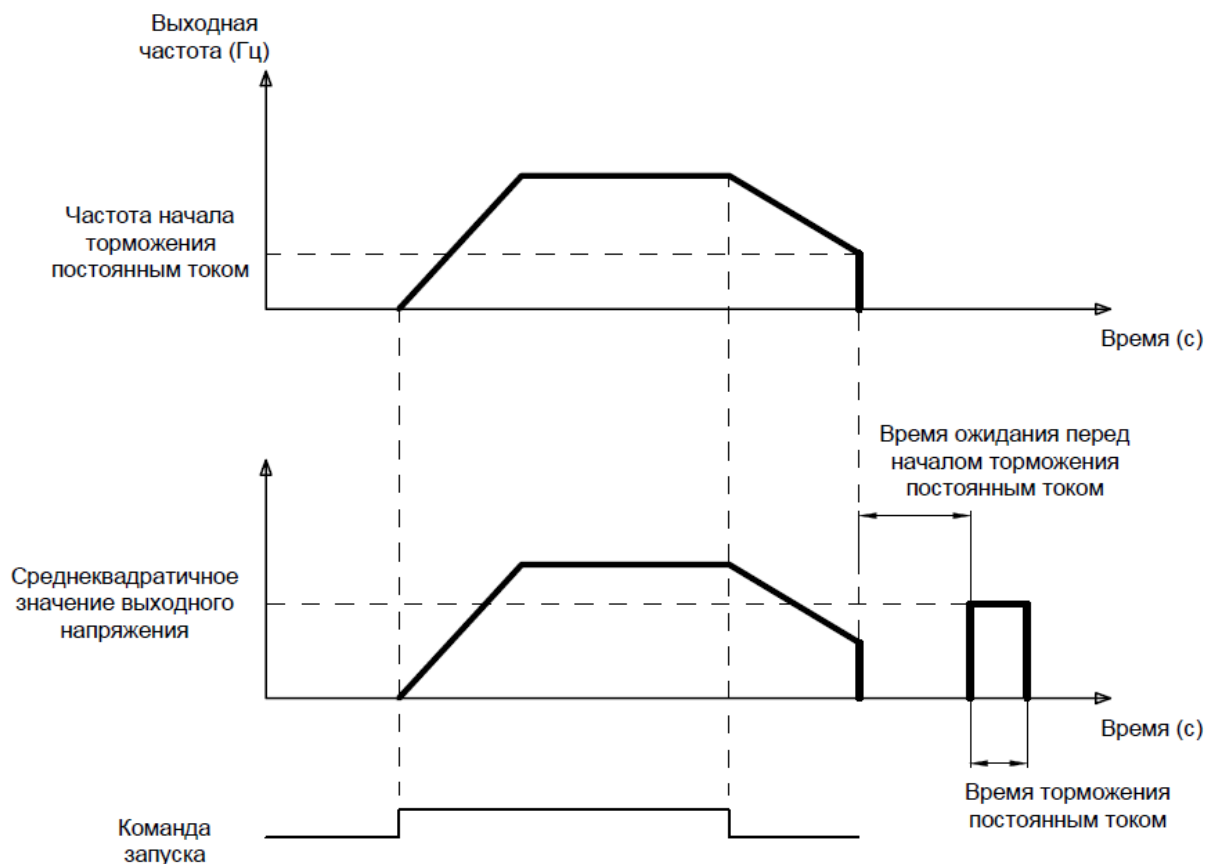 Выходная
частота (Гц)
Частота начала
торможения
постоянным током
Время (с)
Время ожидания перед
началом торможения
постоянным током
Среднеквадратичное
значение выходного
напряжения
Время (с)
Время торможения
постоянным током
Команда
запуска